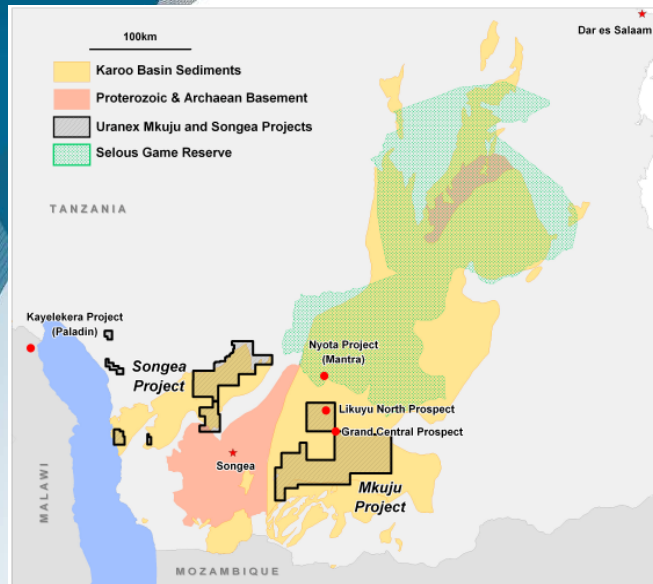 Dar es Salaam
100km
Karoo Basin Sediments
Proterozoic & Archaean Basement
Uranex Mkuju and Songea Projects
Selous Game Reserve
TANZANIA
Kayelekera Project
(Paladin)
Songea
Project
Nyota Project
(Mantra)
Likuyu North Prospect
Grand Central Prospect
Songea
Mkuju
Project
MALAWI
MOZAMBIQUE